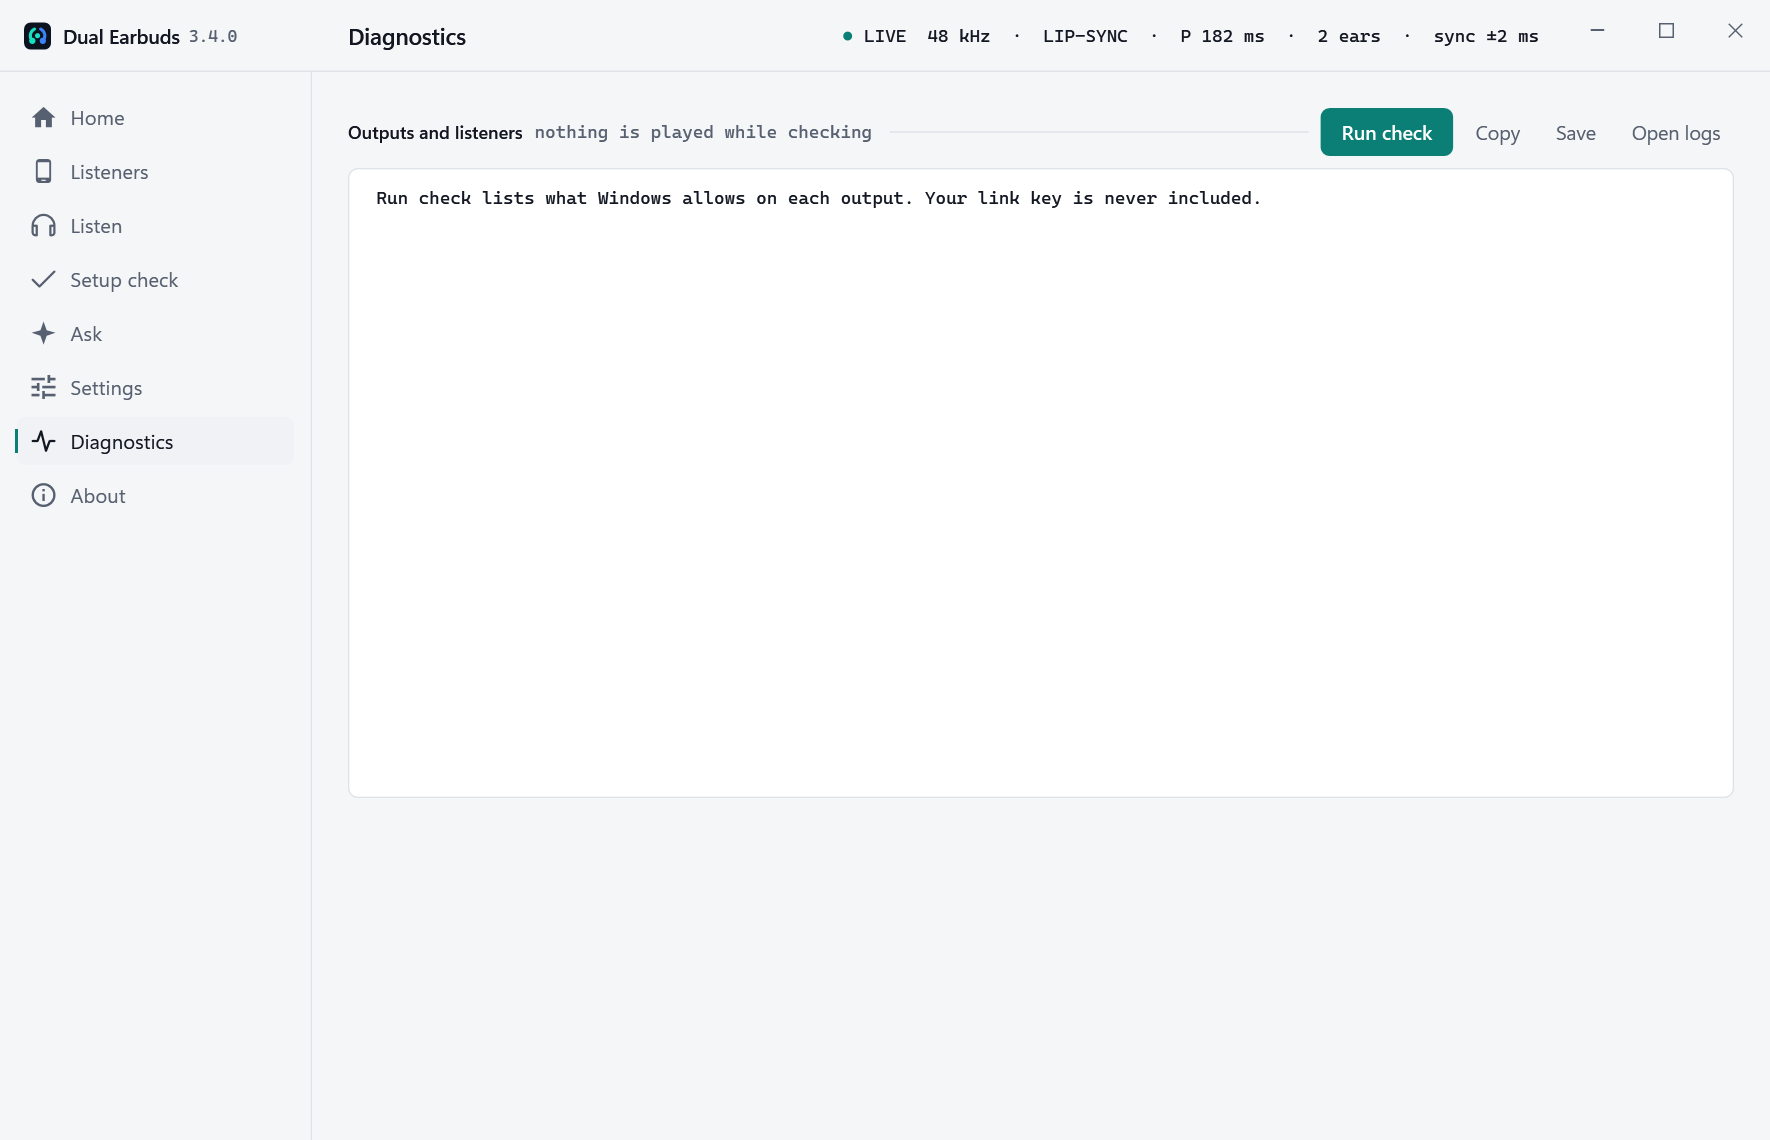 Dual Earbuds 3.4.0
Diagnostics
LIVE 48 kHz · LIP-SYNC · P 182 ms · 2 ears · sync ±2 ms
Home
Listeners
Listen
Setup check
Ask
Settings
Diagnostics
About
Outputs and listeners nothing is played while checking
Run check Copy Save Open logs
Run check lists what Windows allows on each output. Your link key is never included.